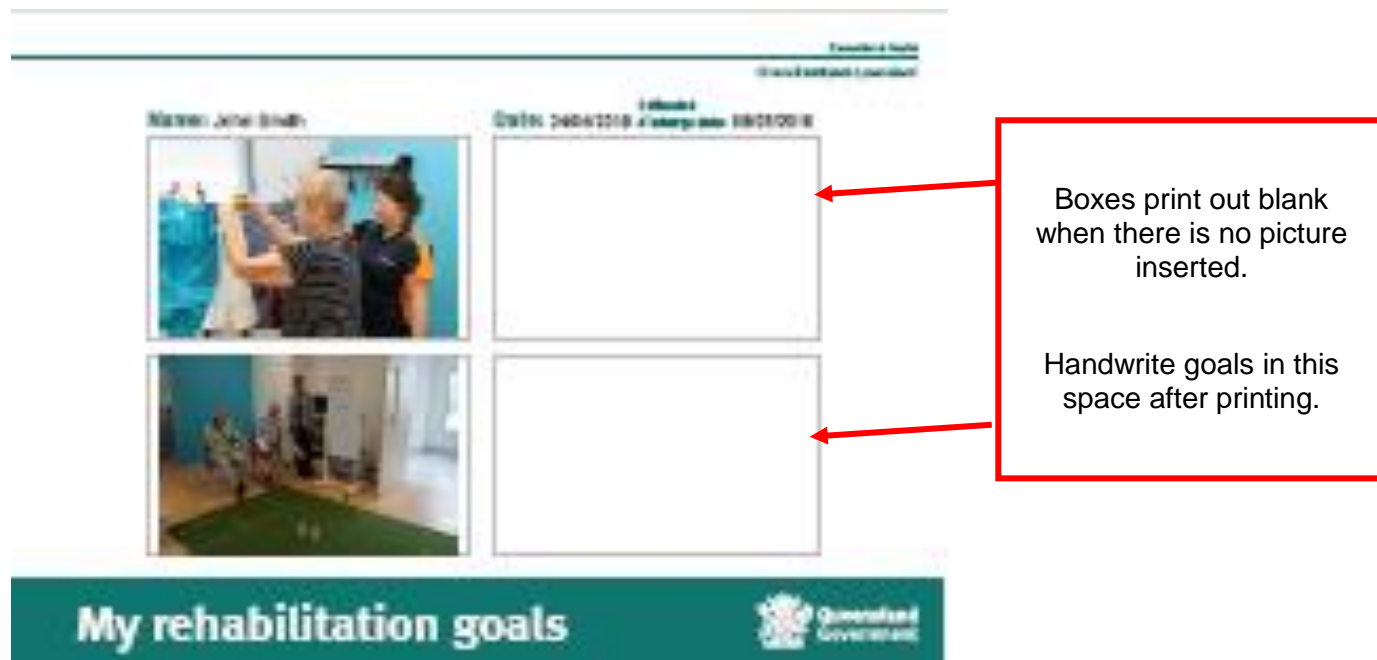 Name: John Smith
Date:
Boxes print out blank
when there is no picture
inserted.
Handwrite goals in this
space after printing.
My rehabilitation goals
Queensland
Government